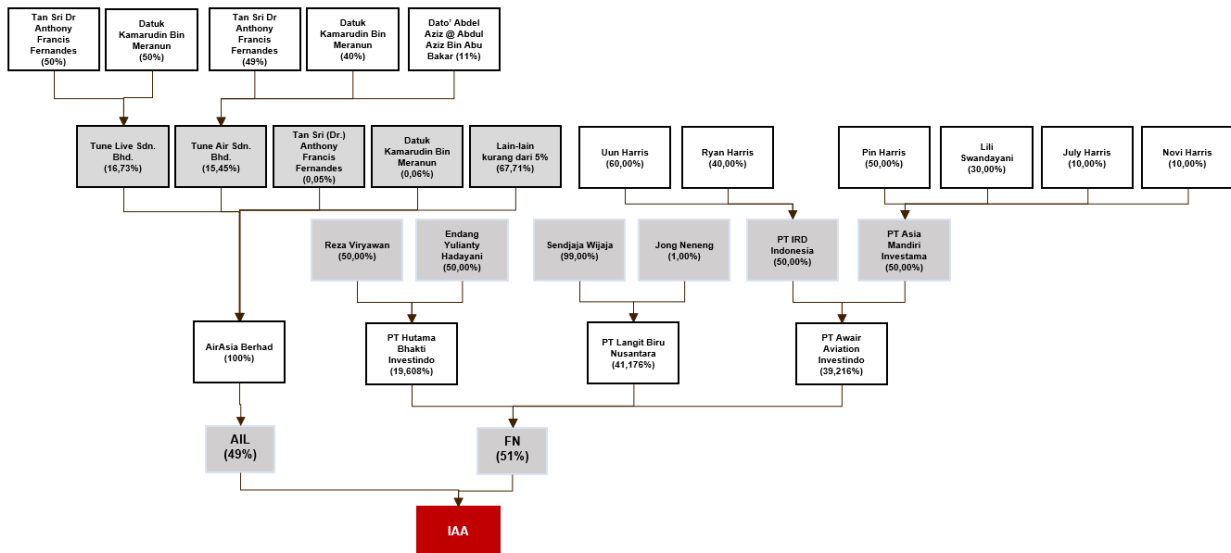 Tan Sri Dr
Anthony
Francis
Fernandes
(50%)
Datuk
Kamarudin Bin
Meranun
(50%)
Tan Sri Dr
Anthony
Francis
Fernandes
(49%)
Datuk
Kamarudin Bin
Meranun
(40%)
Dato' Abdel
Aziz @ Abdul
Aziz Bin Abu
Bakar (11%)
Tune Live Sdn.
Bhd.
(16,73%)
Tune Air Sdn.
Bhd.
(15,45%)
Tan Sri (Dr.)
Anthony
Francis
Fernandes
(0,05%)
Datuk
Kamarudin Bin
Meranun
(0,06%)
Lain-lain
kurang dari 5%
(67,71%)
Uun Harris
(60,00%)
Ryan Harris
(40,00%)
Pin Harris
(50,00%)
Lili
Swandayani
(30,00%)
July Harris
(10,00%)
Novi Harris
(10,00%)
Reza Viryawan
(50,00%)
Endang
Yulianty
Hadayani
(50,00%)
Sendjaja Wijaja
(99,00%)
Jong Neneng
(1,00%)
PT IRD
Indonesia
(50,00%)
PT Asia
Mandiri
Investama
(50,00%)
AirAsia Berhad
(100%)
PT Hutama
Bhakti
Investindo
(19,608%)
PT Langit Biru
Nusantara
(41,176%)
PT Awair
Aviation
Investindo
(39,216%)
AIL
(49%)
FN
(51%)
IAA